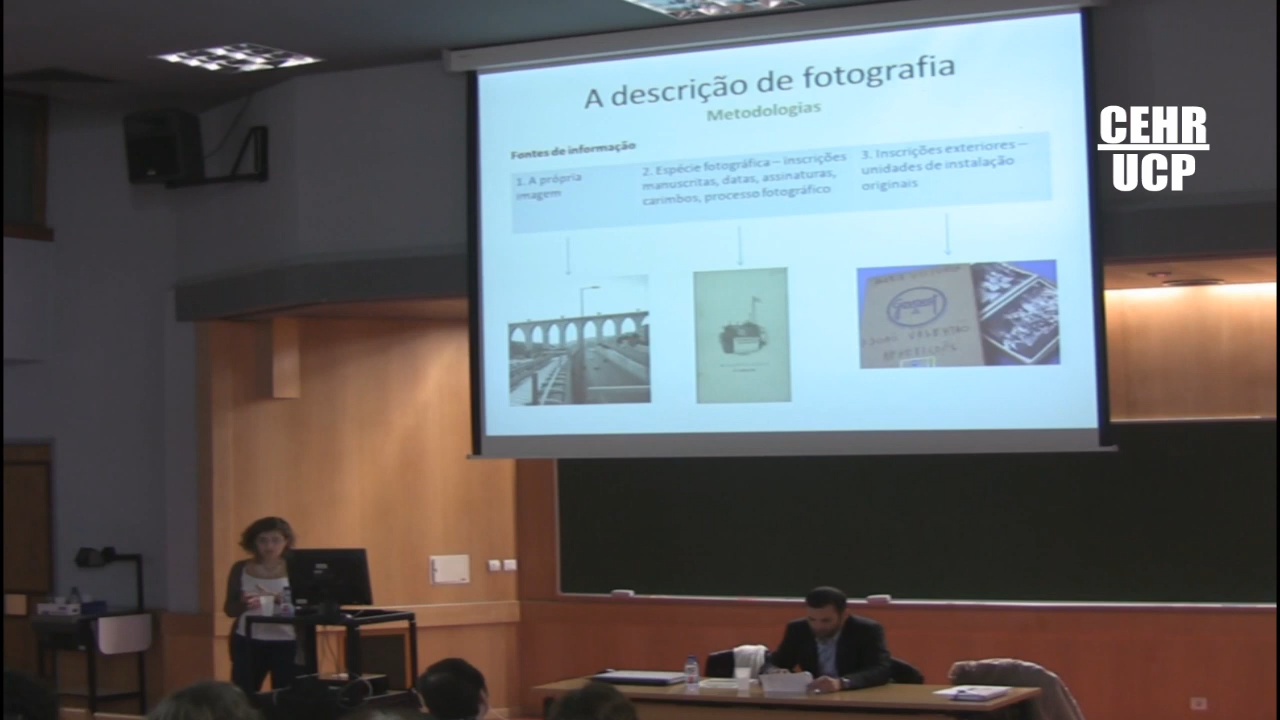 A descrição de fotografia
Metodologias
Fontes de informação
1. A própria
imagem
2. Espécie fotográfica – inscrições
manuscritas, datas, assinaturas,
carimbos, processo fotográfico
3. Inscrições exteriores –
unidades de instalação
originais
CEHR
UCP